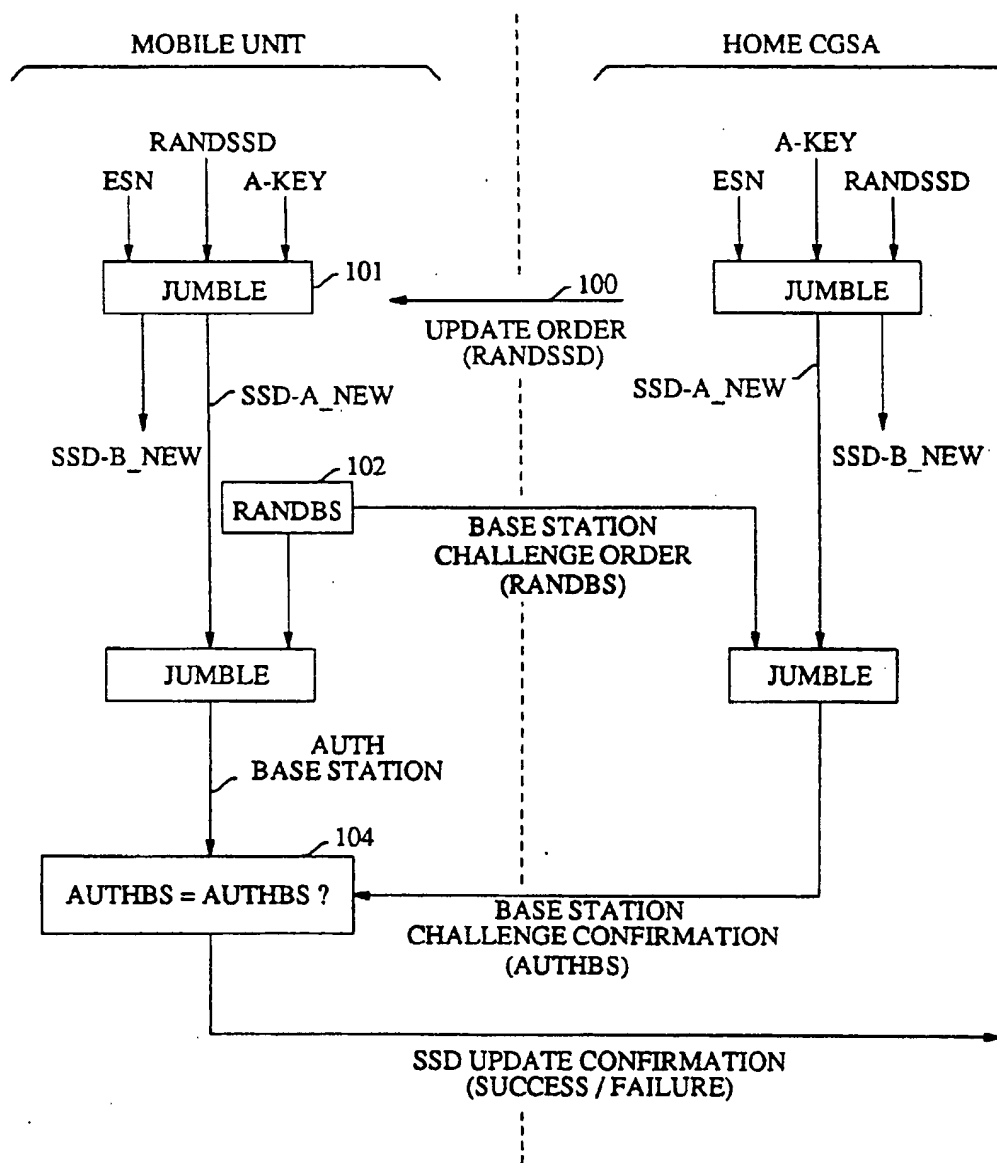 MOBILE UNIT
HOME CGSA
RANDSSD
ESN
A-KEY
A-KEY
ESN
RANDSSD
JUMBLE
101
100
JUMBLE
UPDATE ORDER
(RANDSSD)
SSD-A_NEW
SSD-A_NEW
SSD-B_NEW
SSD-B_NEW
102
RANDBS
BASE STATION
CHALLENGE ORDER
(RANDBS)
JUMBLE
JUMBLE
AUTH
BASE STATION
104
AUTHBS = AUTHBS ?
BASE STATION
CHALLENGE CONFIRMATION
(AUTHBS)
SSD UPDATE CONFIRMATION
(SUCCESS / FAILURE)